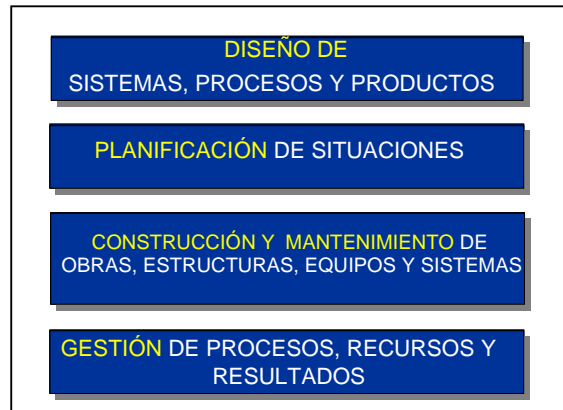 DISEÑO DE
SISTEMAS, PROCESOS Y PRODUCTOS
PLANIFICACIÓN DE SITUACIONES
CONSTRUCCIÓN Y MANTENIMIENTO DE
OBRAS, ESTRUCTURAS, EQUIPOS Y SISTEMAS
GESTIÓN DE PROCESOS, RECURSOS Y
RESULTADOS